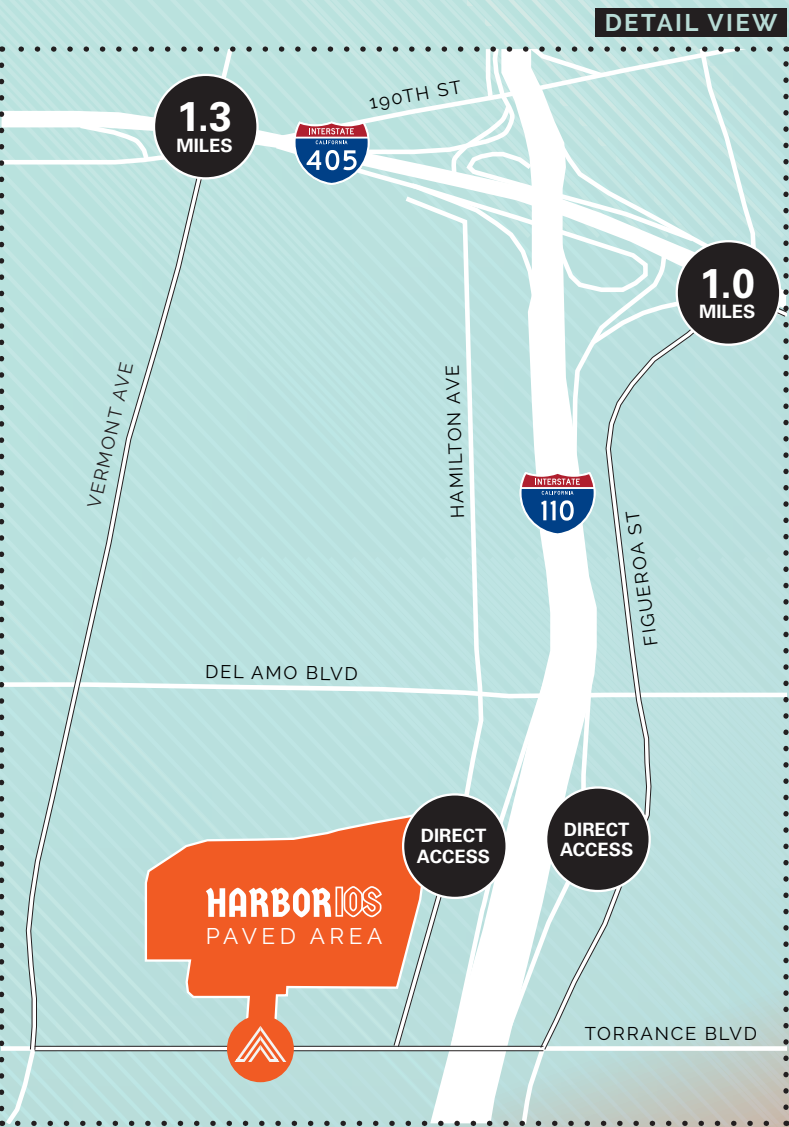 DETAIL VIEW
190TH ST
1.3
MILES
INTERSTATE
CALIFORNIA
405
1.0
MILES
VERMONT AVE
HAMILTON AVE
INTERSTATE
CALIFORNIA
110
FIGUEROA ST
DEL AMO BLVD
DIRECT
ACCESS
DIRECT
ACCESS
HARBORIOS
PAVED AREA
TORRANCE BLVD